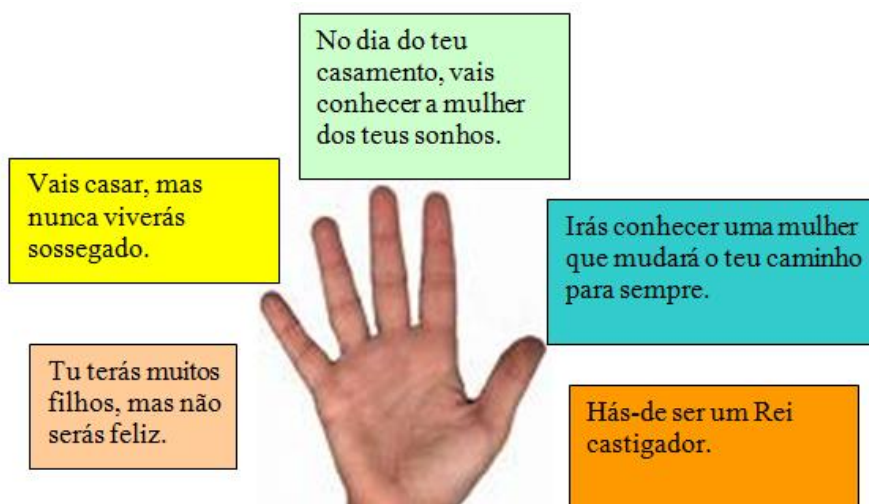 No dia do teu
casamento, vais
conhecer a mulher
dos teus sonhos.
Vais casar, mas
nunca viverás
sossegado.
Irás conhecer uma mulher
que mudará o teu caminho
para sempre.
Tu terás muitos
filhos, mas não
serás feliz.
Hás-de ser um Rei
castigador.